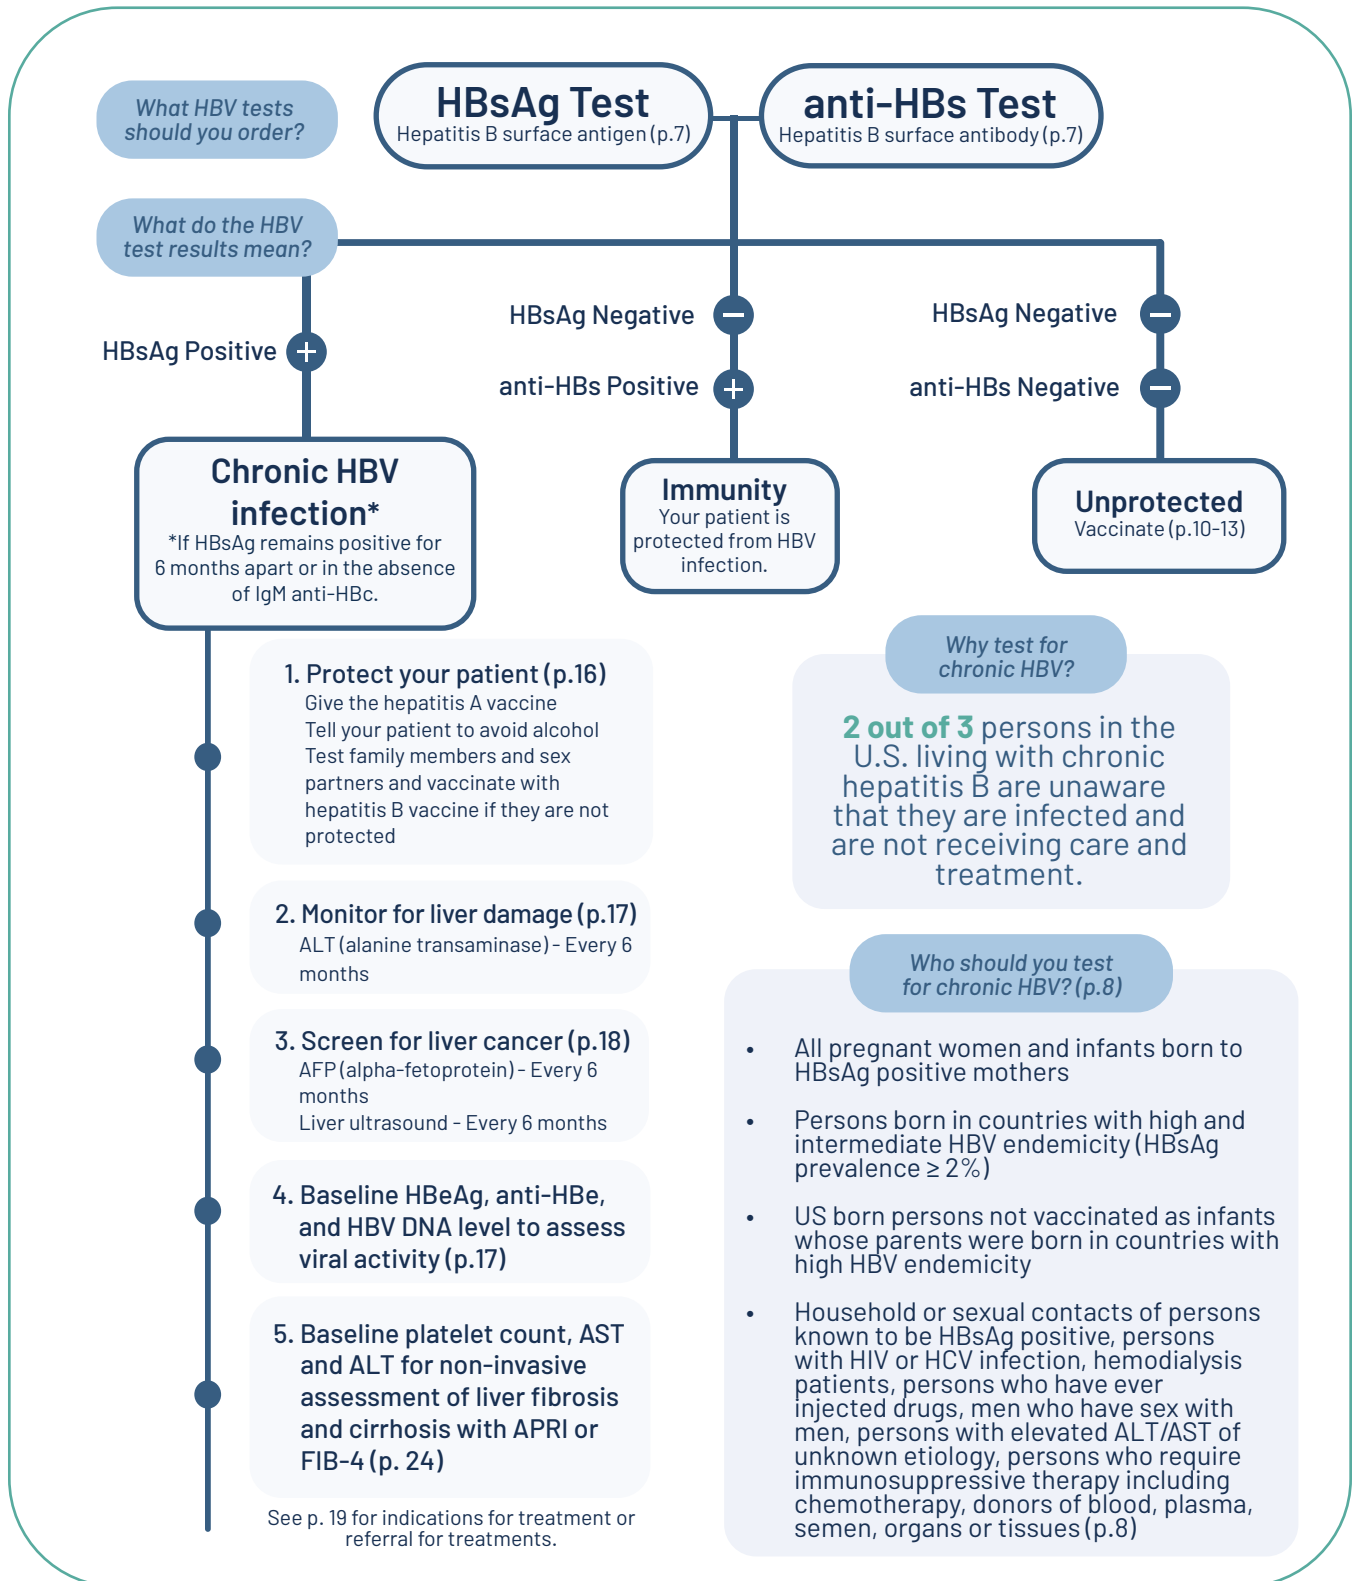 What HBV tests
should you order?
HBsAg Test
Hepatitis B surface antigen (p.7)
anti-HBs Test
Hepatitis B surface antibody (p.7)
What do the HBV
test results mean?
HBsAg Positive
HBsAg Negative
anti-HBs Positive
HBsAg Negative
anti-HBs Negative
Chronic HBV
infection*
*If HBsAg remains positive for
6 months apart or in the absence
of IgM anti-HBc.
Immunity
Your patient is
protected from HBV
infection.
Unprotected
Vaccinate (p.10-13)
1. Protect your patient (p.16)
Give the hepatitis A vaccine
Tell your patient to avoid alcohol
Test family members and sex
partners and vaccinate with
hepatitis B vaccine if they are not
protected
2. Monitor for liver damage (p.17)
ALT (alanine transaminase) - Every 6
months
3. Screen for liver cancer (p.18)
AFP (alpha-fetoprotein) - Every 6
months
Liver ultrasound - Every 6 months
4. Baseline HBeAg, anti-HBe,
and HBV DNA level to assess
viral activity (p.17)
5. Baseline platelet count, AST
and ALT for non-invasive
assessment of liver fibrosis
and cirrhosis with APRI or
FIB-4 (p. 24)
See p. 19 for indications for treatment or
referral for treatments.
Why test for
chronic HBV?
2 out of 3 persons in the
U.S. living with chronic
hepatitis B are unaware
that they are infected and
are not receiving care and
treatment.
Who should you test
for chronic HBV? (p.8)
• All pregnant women and infants born to
HBsAg positive mothers
• Persons born in countries with high and
intermediate HBV endemicity (HBsAg
prevalence ≥ 2%)
• US born persons not vaccinated as infants
whose parents were born in countries with
high HBV endemicity
• Household or sexual contacts of persons
known to be HBsAg positive, persons
with HIV or HCV infection, hemodialysis
patients, persons who have ever
injected drugs, men who have sex with
men, persons with elevated ALT/AST of
unknown etiology, persons who require
immunosuppressive therapy including
chemotherapy, donors of blood, plasma,
semen, organs or tissues (p.8)